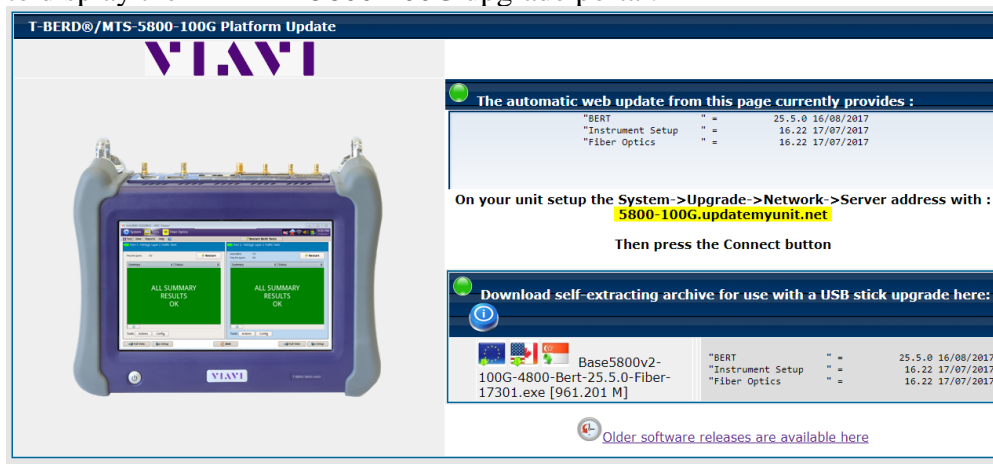 T-BERD®/MTS-5800-100G Platform Update
VIAVI
The automatic web update from this page currently provides :
"BERT " = 25.5.0 16/08/2017
"Instrument Setup " = 16.22 17/07/2017
"Fiber Optics " = 16.22 17/07/2017
On your unit setup the System->Upgrade->Network->Server address with :
5800-100G.updatemyunit.net
Then press the Connect button
ALL SUMMARY
RESULTS
OK
ALL SUMMARY
RESULTS
OK
VIAVI
Download self-extracting archive for use with a USB stick upgrade here:
Base5800v2-
100G-4800-Bert-25.5.0-Fiber-
17301.exe [961.201 M]
"BERT " = 25.5.0 16/08/2017
"Instrument Setup " = 16.22 17/07/2017
"Fiber Optics " = 16.22 17/07/2017
Older software releases are available here